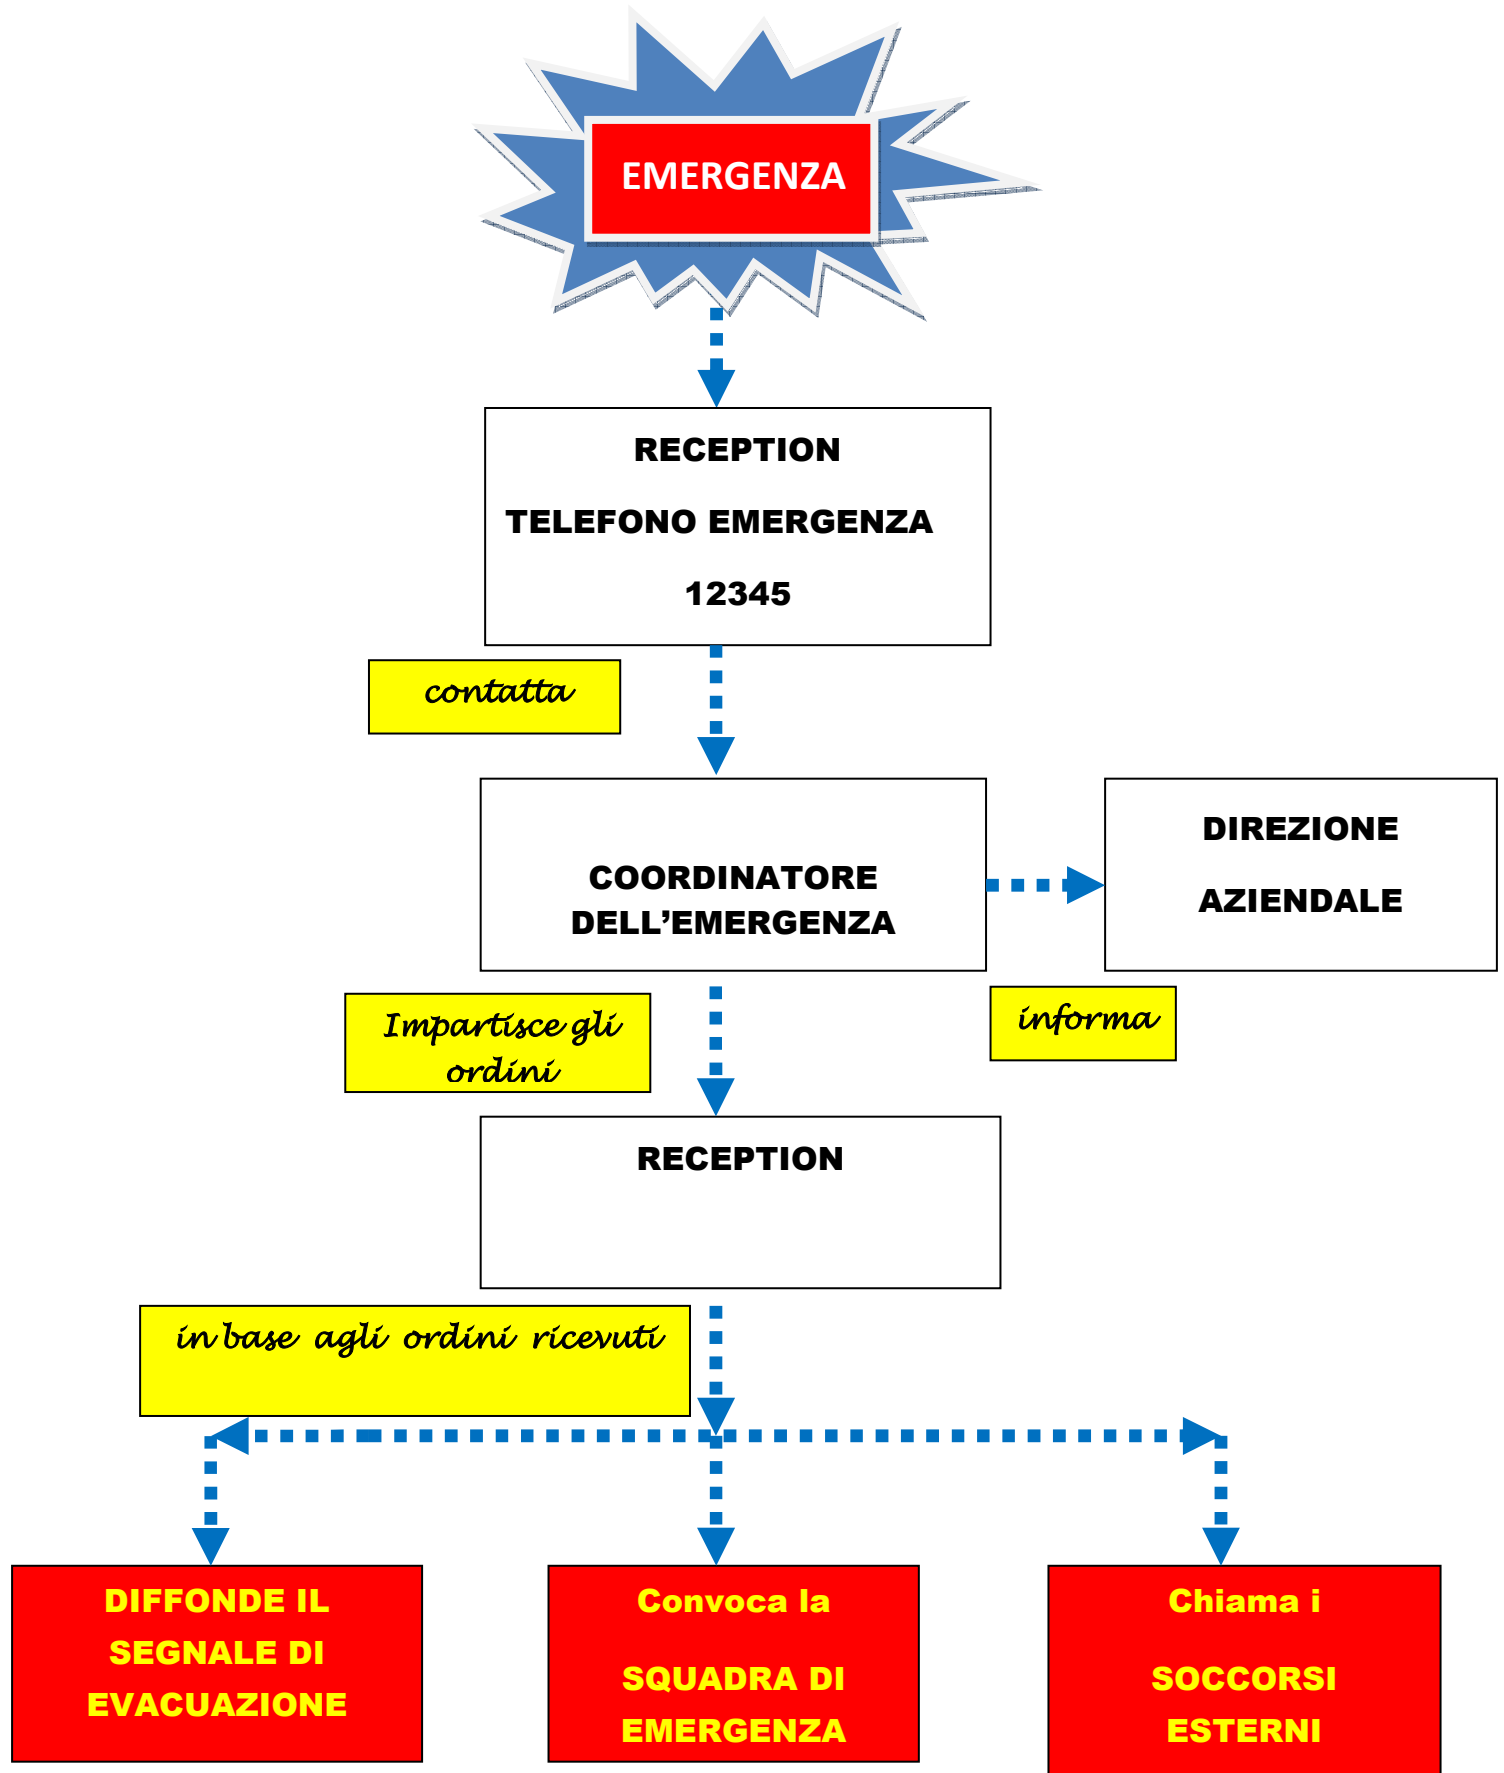 EMERGENZA
RECEPTION
TELEFONO EMERGENZA
12345
contatta
COORDINATORE
DELL’EMERGENZA
DIREZIONE
AZIENDALE
Impartisce gli
ordini
informa
RECEPTION
in base agli ordini ricevuti
DIFFONDE IL
SEGNALE DI
EVACUAZIONE
Convoca la
SQUADRA DI
EMERGENZA
Chiama i
SOCCORSI
ESTERNI